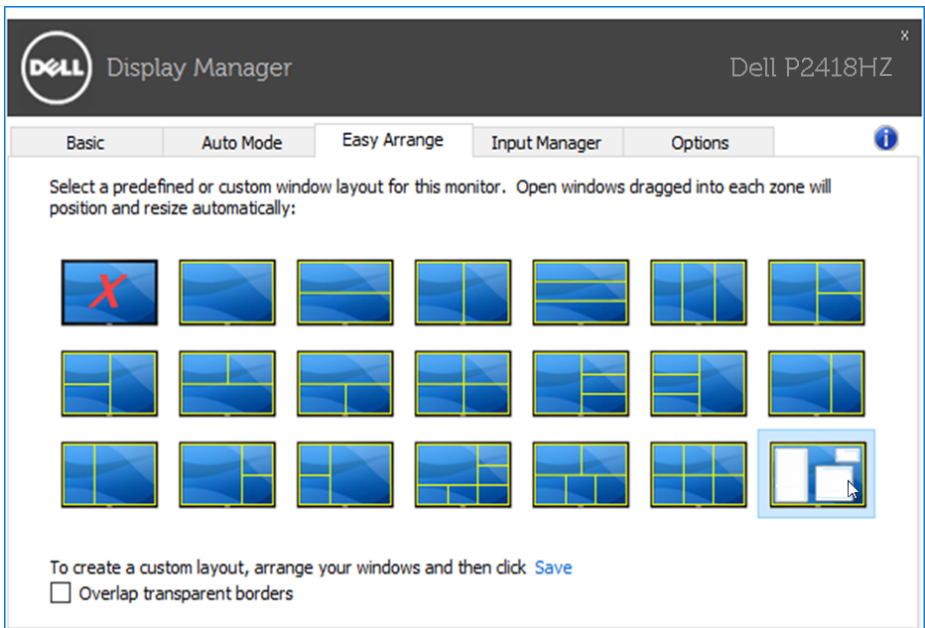 x
DELL
Display Manager
Dell P2418HZ
Basic
Auto Mode
Easy Arrange
Input Manager
Options
i
Select a predefined or custom window layout for this monitor. Open windows dragged into each zone will
position and resize automatically:
X
To create a custom layout, arrange your windows and then click Save
Overlap transparent borders